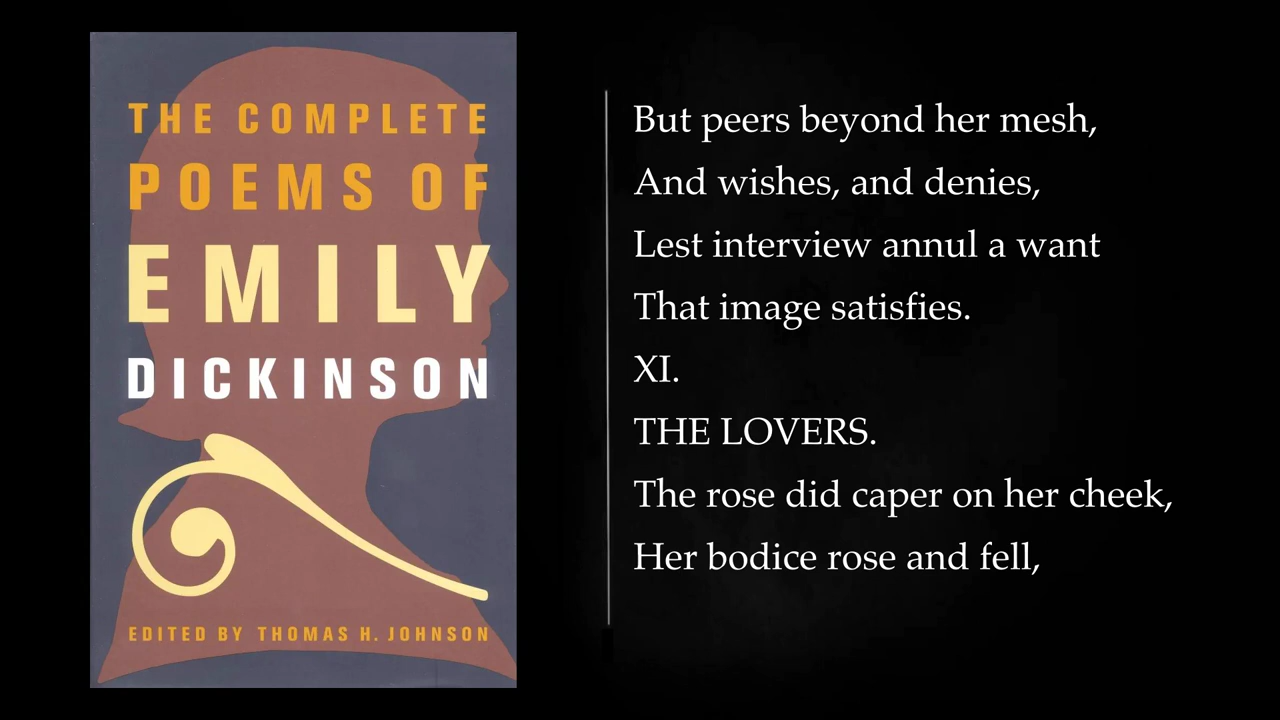 THE COMPLETE
POEMS OF
EMILY
DICKINSON
EDITED BY THOMAS H. JOHNSON
But peers beyond her mesh,
And wishes, and denies,
Lest interview annul a want
That image satisfies.
XI.
THE LOVERS.
The rose did caper on her cheek,
Her bodice rose and fell,